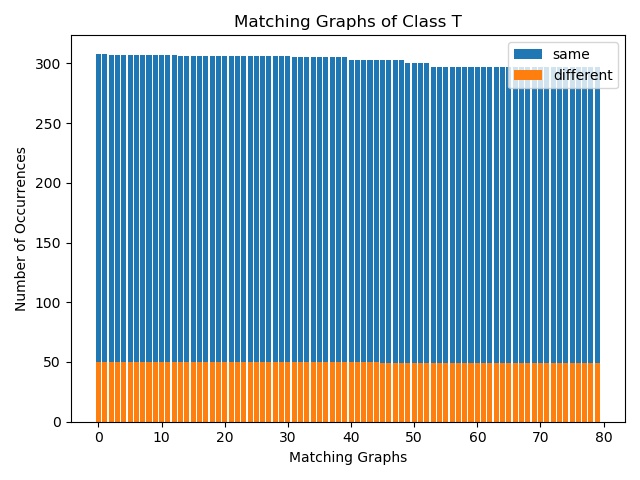 Matching Graphs of Class T
same
different
Number of Occurrences
300
250
200
150
100
50
0
0 10 20 30 40 50 60 70 80
Matching Graphs